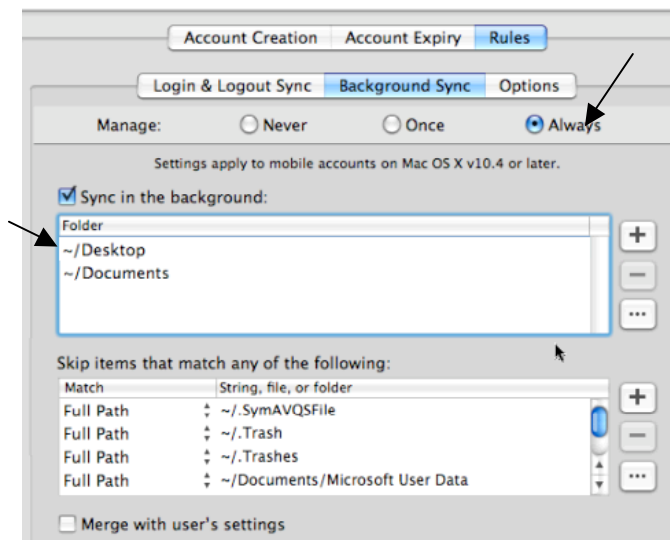 Account Creation Account Expiry Rules
Login & Logout Sync Background Sync Options
Manage: Never Once Always
Settings apply to mobile accounts on Mac OS X v10.4 or later.
Sync in the background:
Folder
~/Desktop
~/Documents
Skip items that match any of the following:
Match String, file, or folder
Full Path ~/.SymAVQSFile
Full Path ~/.Trash
Full Path ~/.Trashes
Full Path ~/Documents/Microsoft User Data
Merge with user's settings